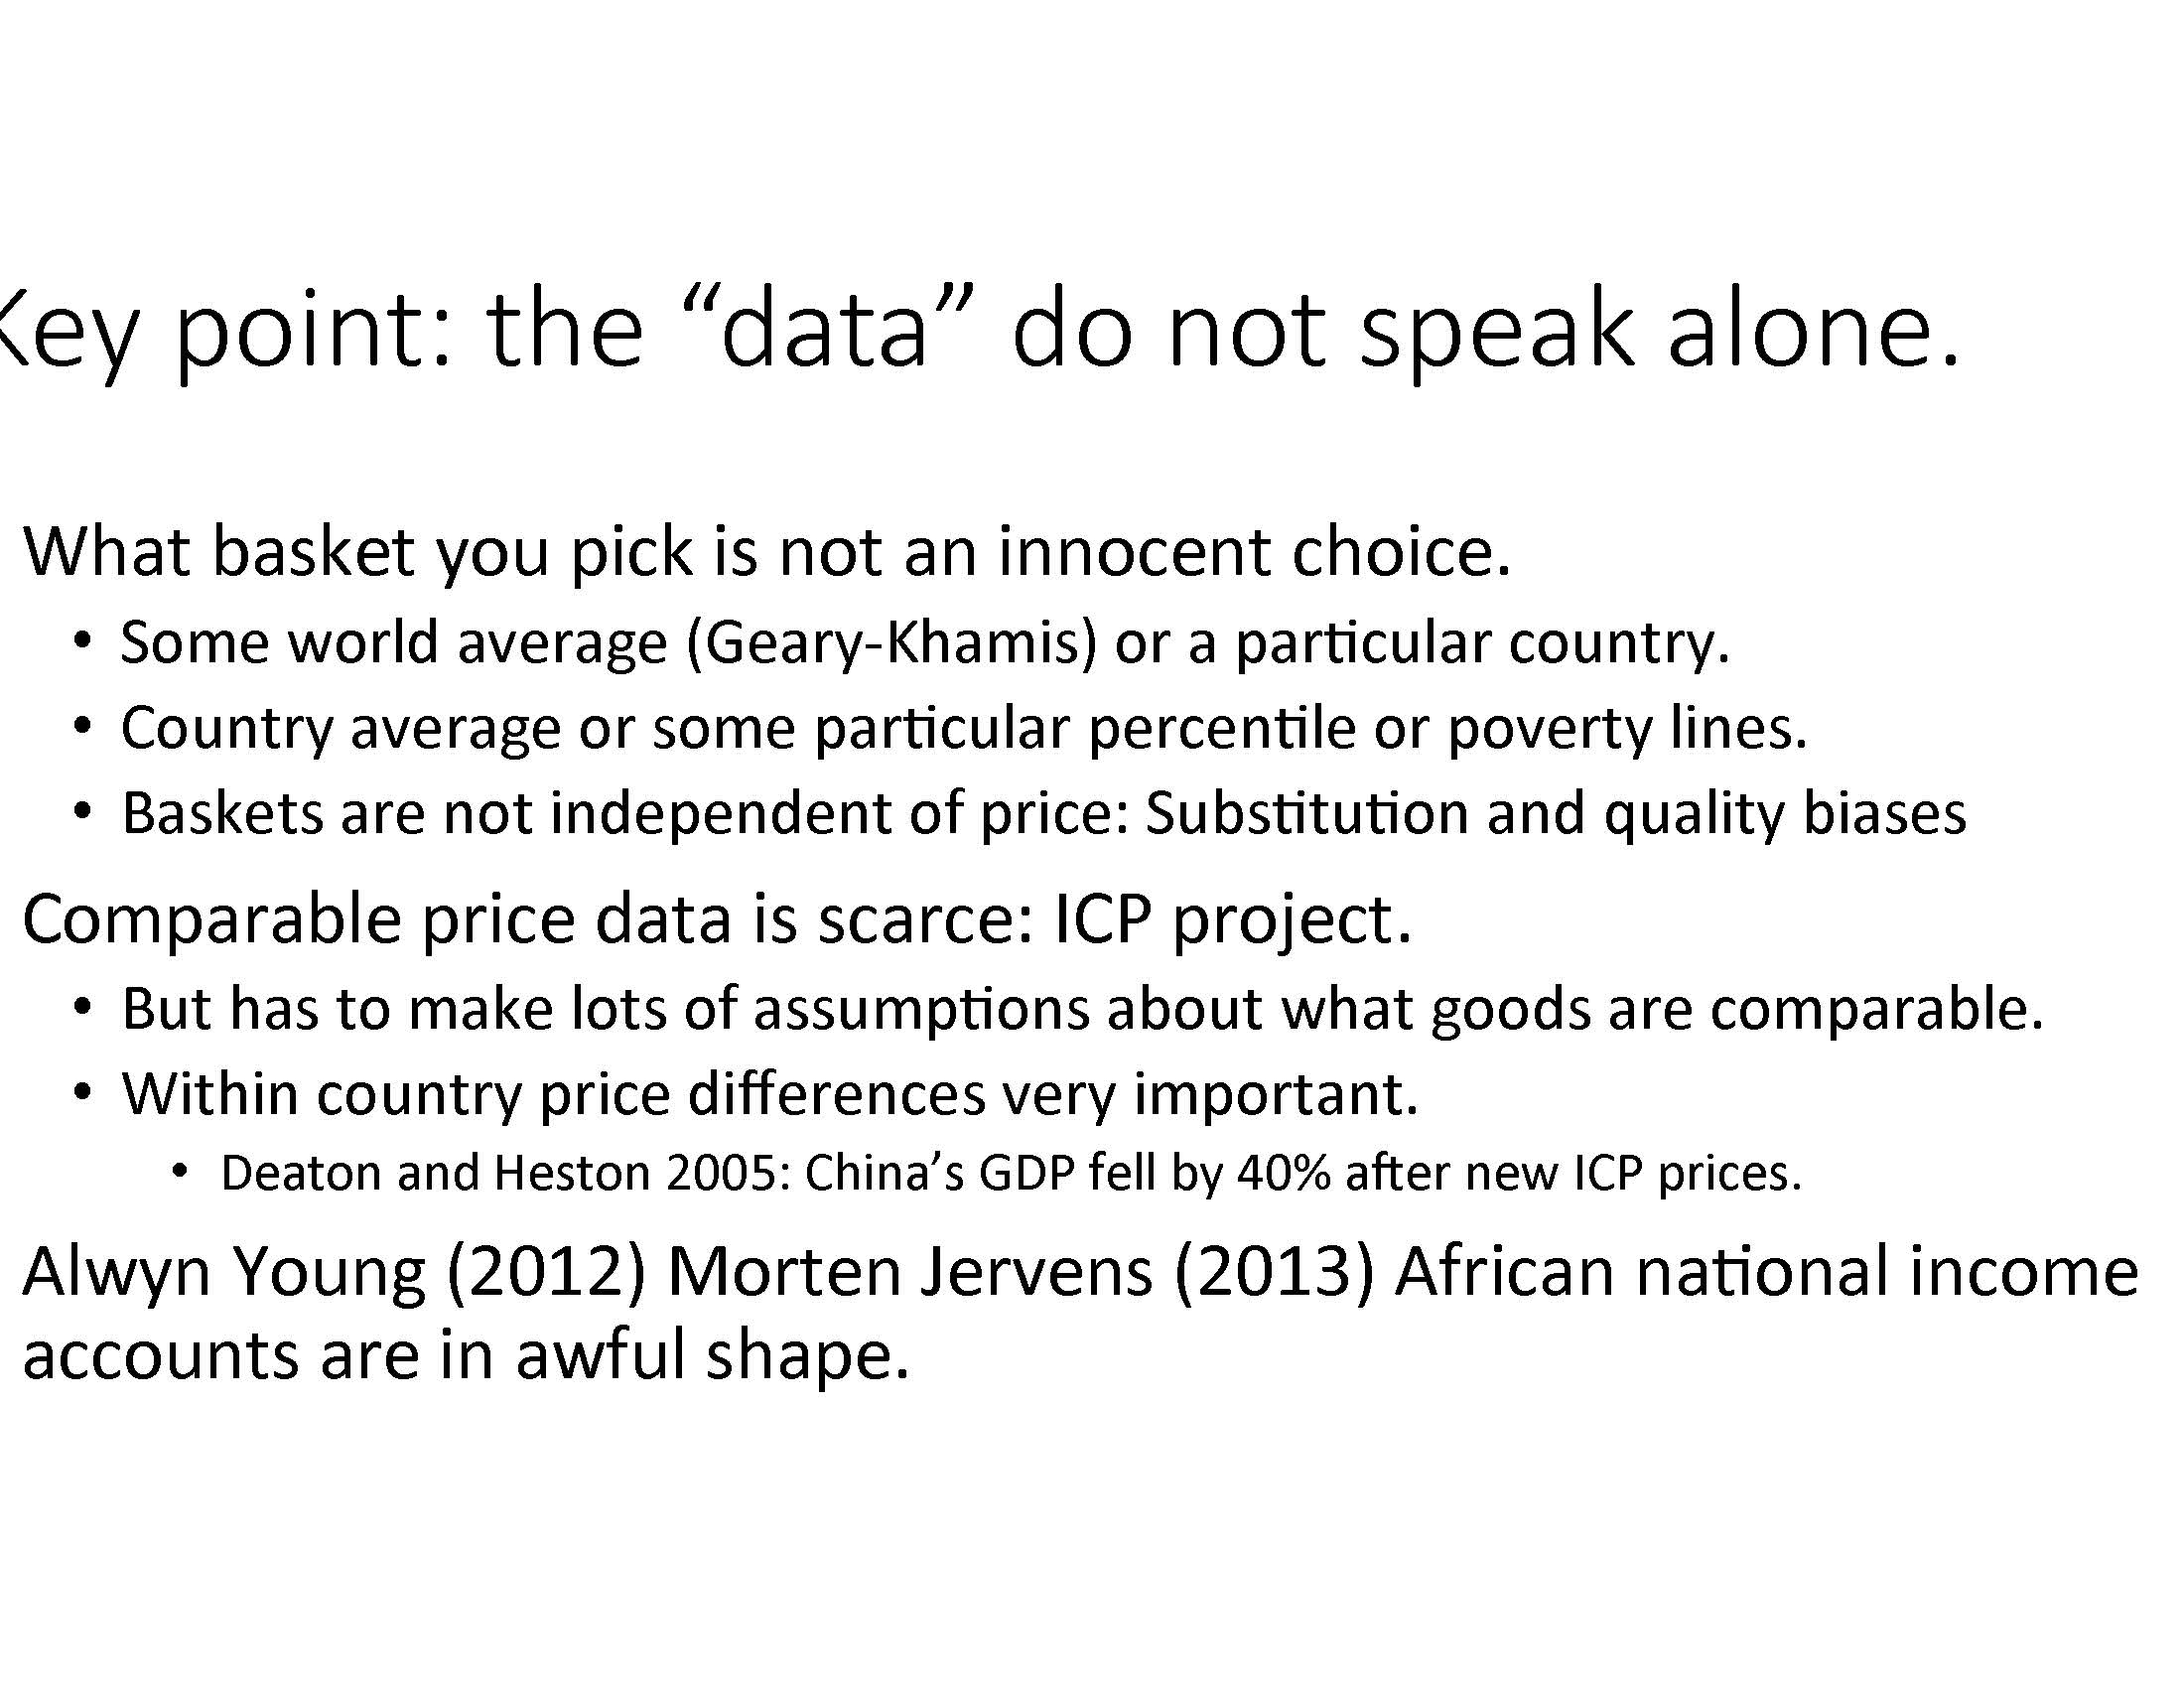 Key point: the “data” do not speak alone.
What basket you pick is not an innocent choice.
• Some world average (Geary-Khamis) or a particular country.
• Country average or some particular percentile or poverty lines.
• Baskets are not independent of price: Substitution and quality biases
Comparable price data is scarce: ICP project.
• But has to make lots of assumptions about what goods are comparable.
• Within country price differences very important.
• Deaton and Heston 2005: China’s GDP fell by 40% after new ICP prices.
Alwyn Young (2012) Morten Jervens (2013) African national income
accounts are in awful shape.